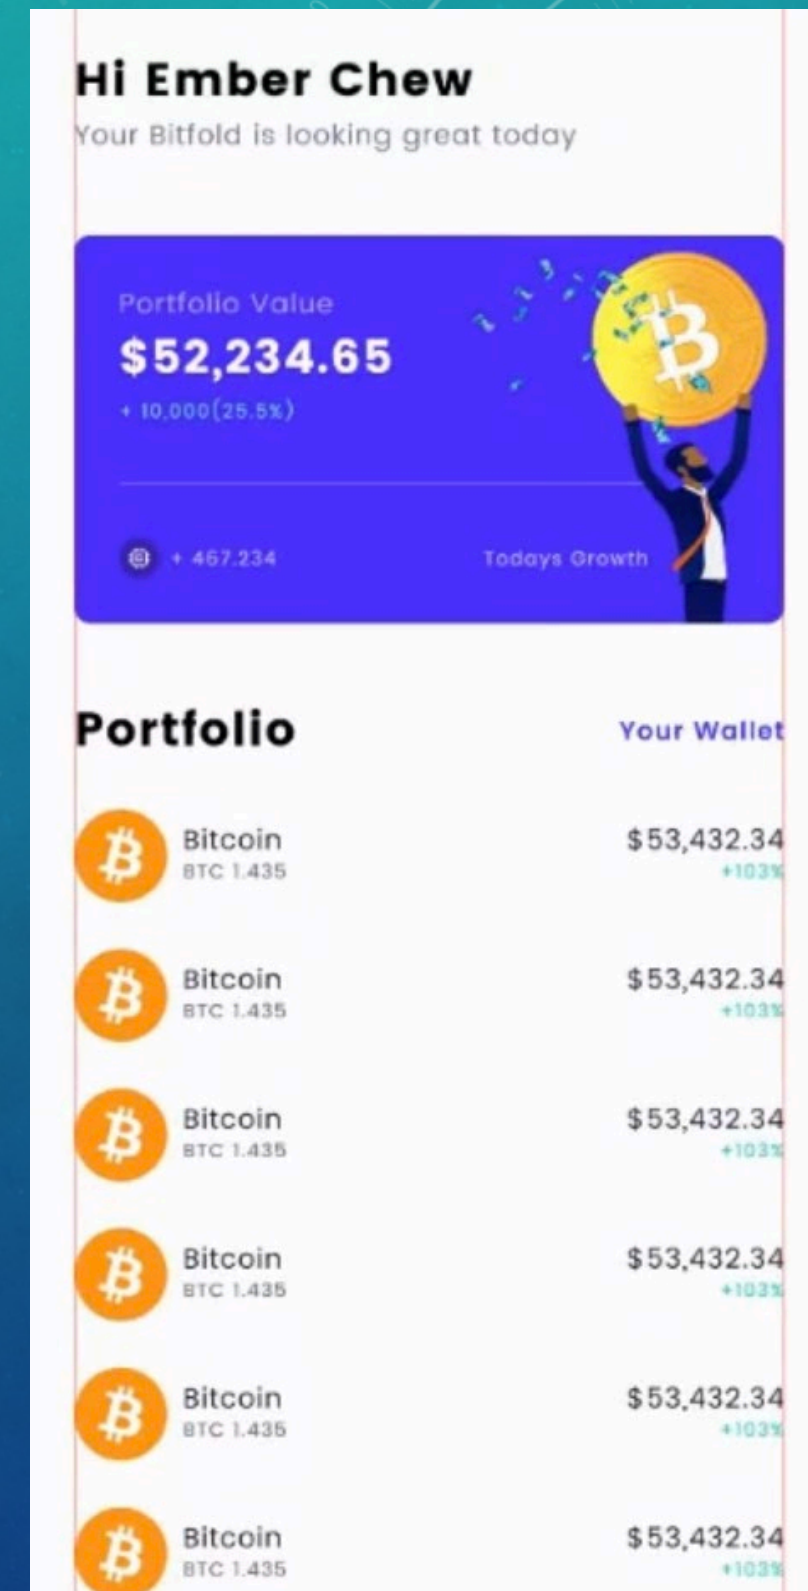 Hi Ember Chew
Your Bitfold is looking great today
Portfolio Value
$52,234.65
+ 10,000(25.5%)
+ 467.234
Todays Growth
Portfolio
Your Wallet
Bitcoin
$53,432.34
BTC 1.435
+103%
Bitcoin
$53,432.34
BTC 1.435
+103%
Bitcoin
$53,432.34
BTC 1.435
+103%
Bitcoin
$53,432.34
BTC 1.435
+103%
Bitcoin
$53,432.34
BTC 1.435
+103%
Bitcoin
$53,432.34
BTC 1.435
+103%